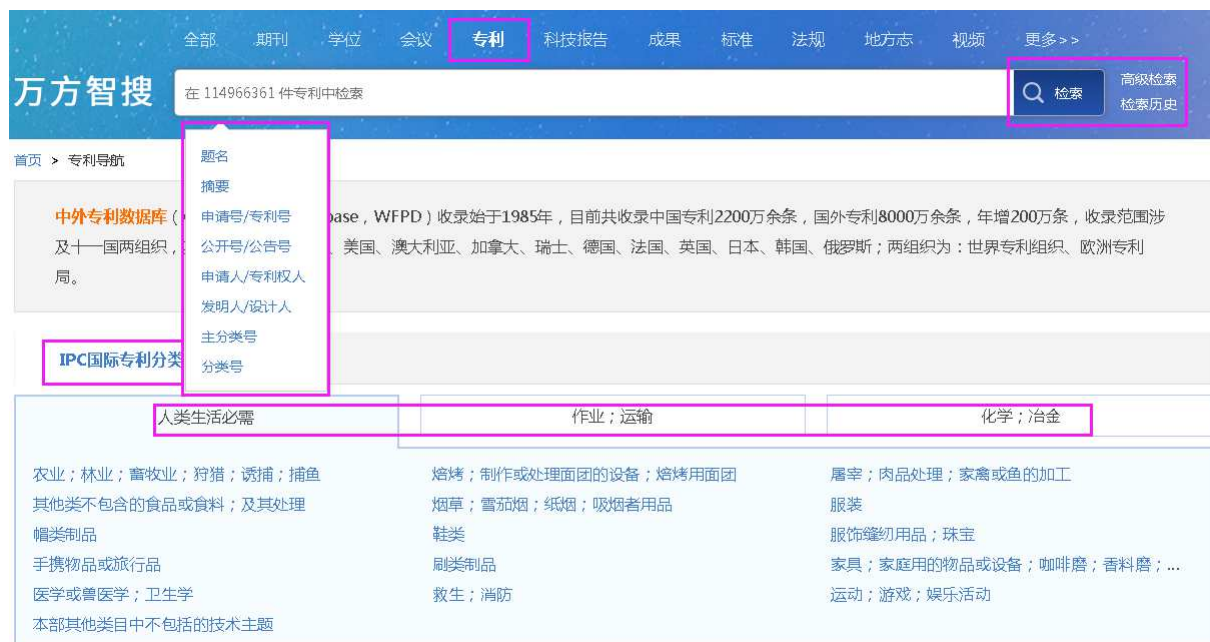 全部 期刊 学位 会议 专利 科技报告 成果 标准 法规 地方志 视频 更多>>
万方智搜 在 114966361 件专利中检索 检索 高级检索
检索历史
首页 > 专利导航
题名
摘要
申请号/专利号
公开号/公告号
申请人/专利权人
发明人/设计人
主分类号
分类号
中外专利数据库 ( base，WFPD）收录始于1985年，目前共收录中国专利2200万余条，国外专利8000万余条，年增200万条，收录范围涉
及十一国两组织， 、美国、澳大利亚、加拿大、瑞士、德国、法国、英国、日本、韩国、俄罗斯；两组织为：世界专利组织、欧洲专利
局。
IPC国际专利分类
人类生活必需 作业；运输 化学；冶金
农业；林业；畜牧业；狩猎；诱捕；捕鱼 焙烤；制作或处理面团的设备；焙烤用面团 屠宰；肉品处理；家禽或鱼的加工
其他类不包含的食品或食料；及其处理 烟草；雪茄烟；纸烟；吸烟者用品 服装
帽类制品 鞋类 服饰缝纫用品；珠宝
手携物品或旅行品 刷类制品 家具；家庭用的物品或设备；咖啡磨；香料磨；...
医学或兽医学；卫生学 救生；消防 运动；游戏；娱乐活动
本部其他类目中不包括的技术主题